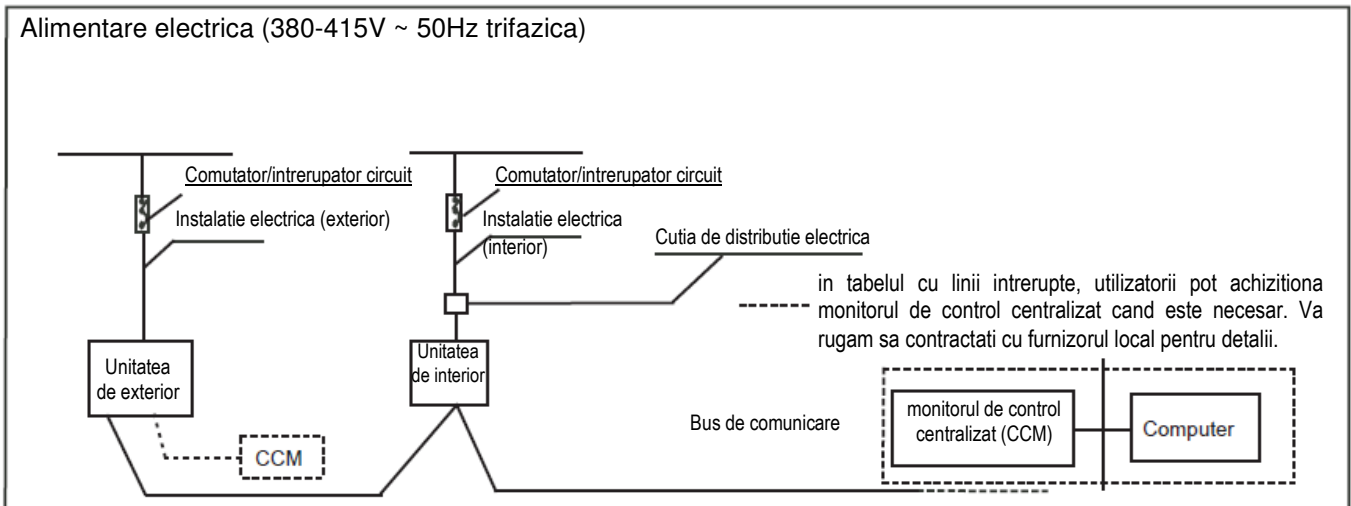 Alimentare electrica (380-415V ~ 50Hz trifazica)
Comutator/intrerupator circuit
Comutator/intrerupator circuit
Instalatie electrica (exterior)
Instalatie electrica
(interior)
Cutia de distributie electrica
in tabelul cu linii intrerupte, utilizatorii pot achizitiona
monitorul de control centralizat cand este necesar. Va
rugam sa contractati cu furnizorul local pentru detalii.
Unitatea
de exterior
Unitatea
de interior
Bus de comunicare
monitorul de control
centralizat (CCM)
Computer
CCM